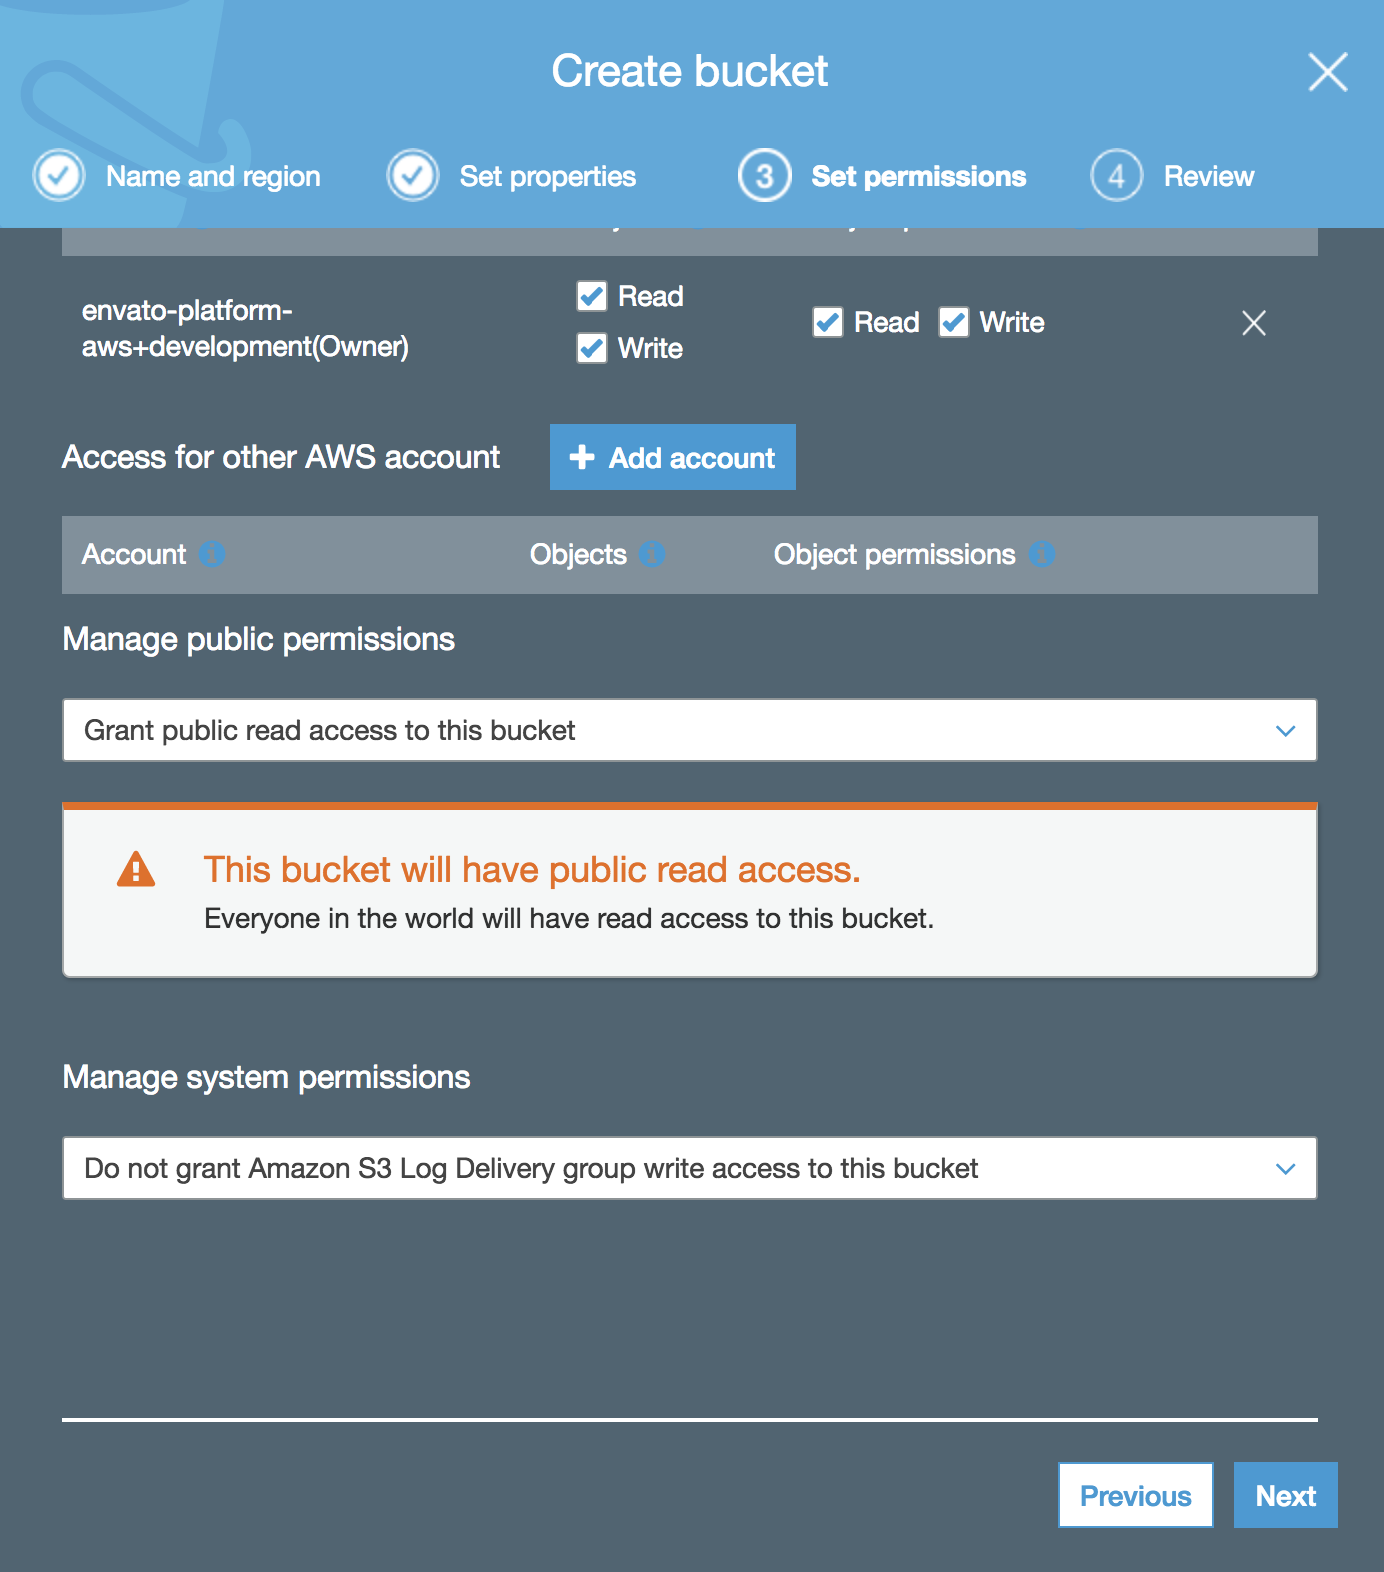 Create bucket
Name and region
Set properties
3
Set permissions
4
Review
envato-platform-
aws+development(Owner)
Read
Write
Read
Write
Access for other AWS account
Add account
Account
Objects
Object permissions
Manage public permissions
Grant public read access to this bucket
This bucket will have public read access.
Everyone in the world will have read access to this bucket.
Manage system permissions
Do not grant Amazon S3 Log Delivery group write access to this bucket
Previous
Next